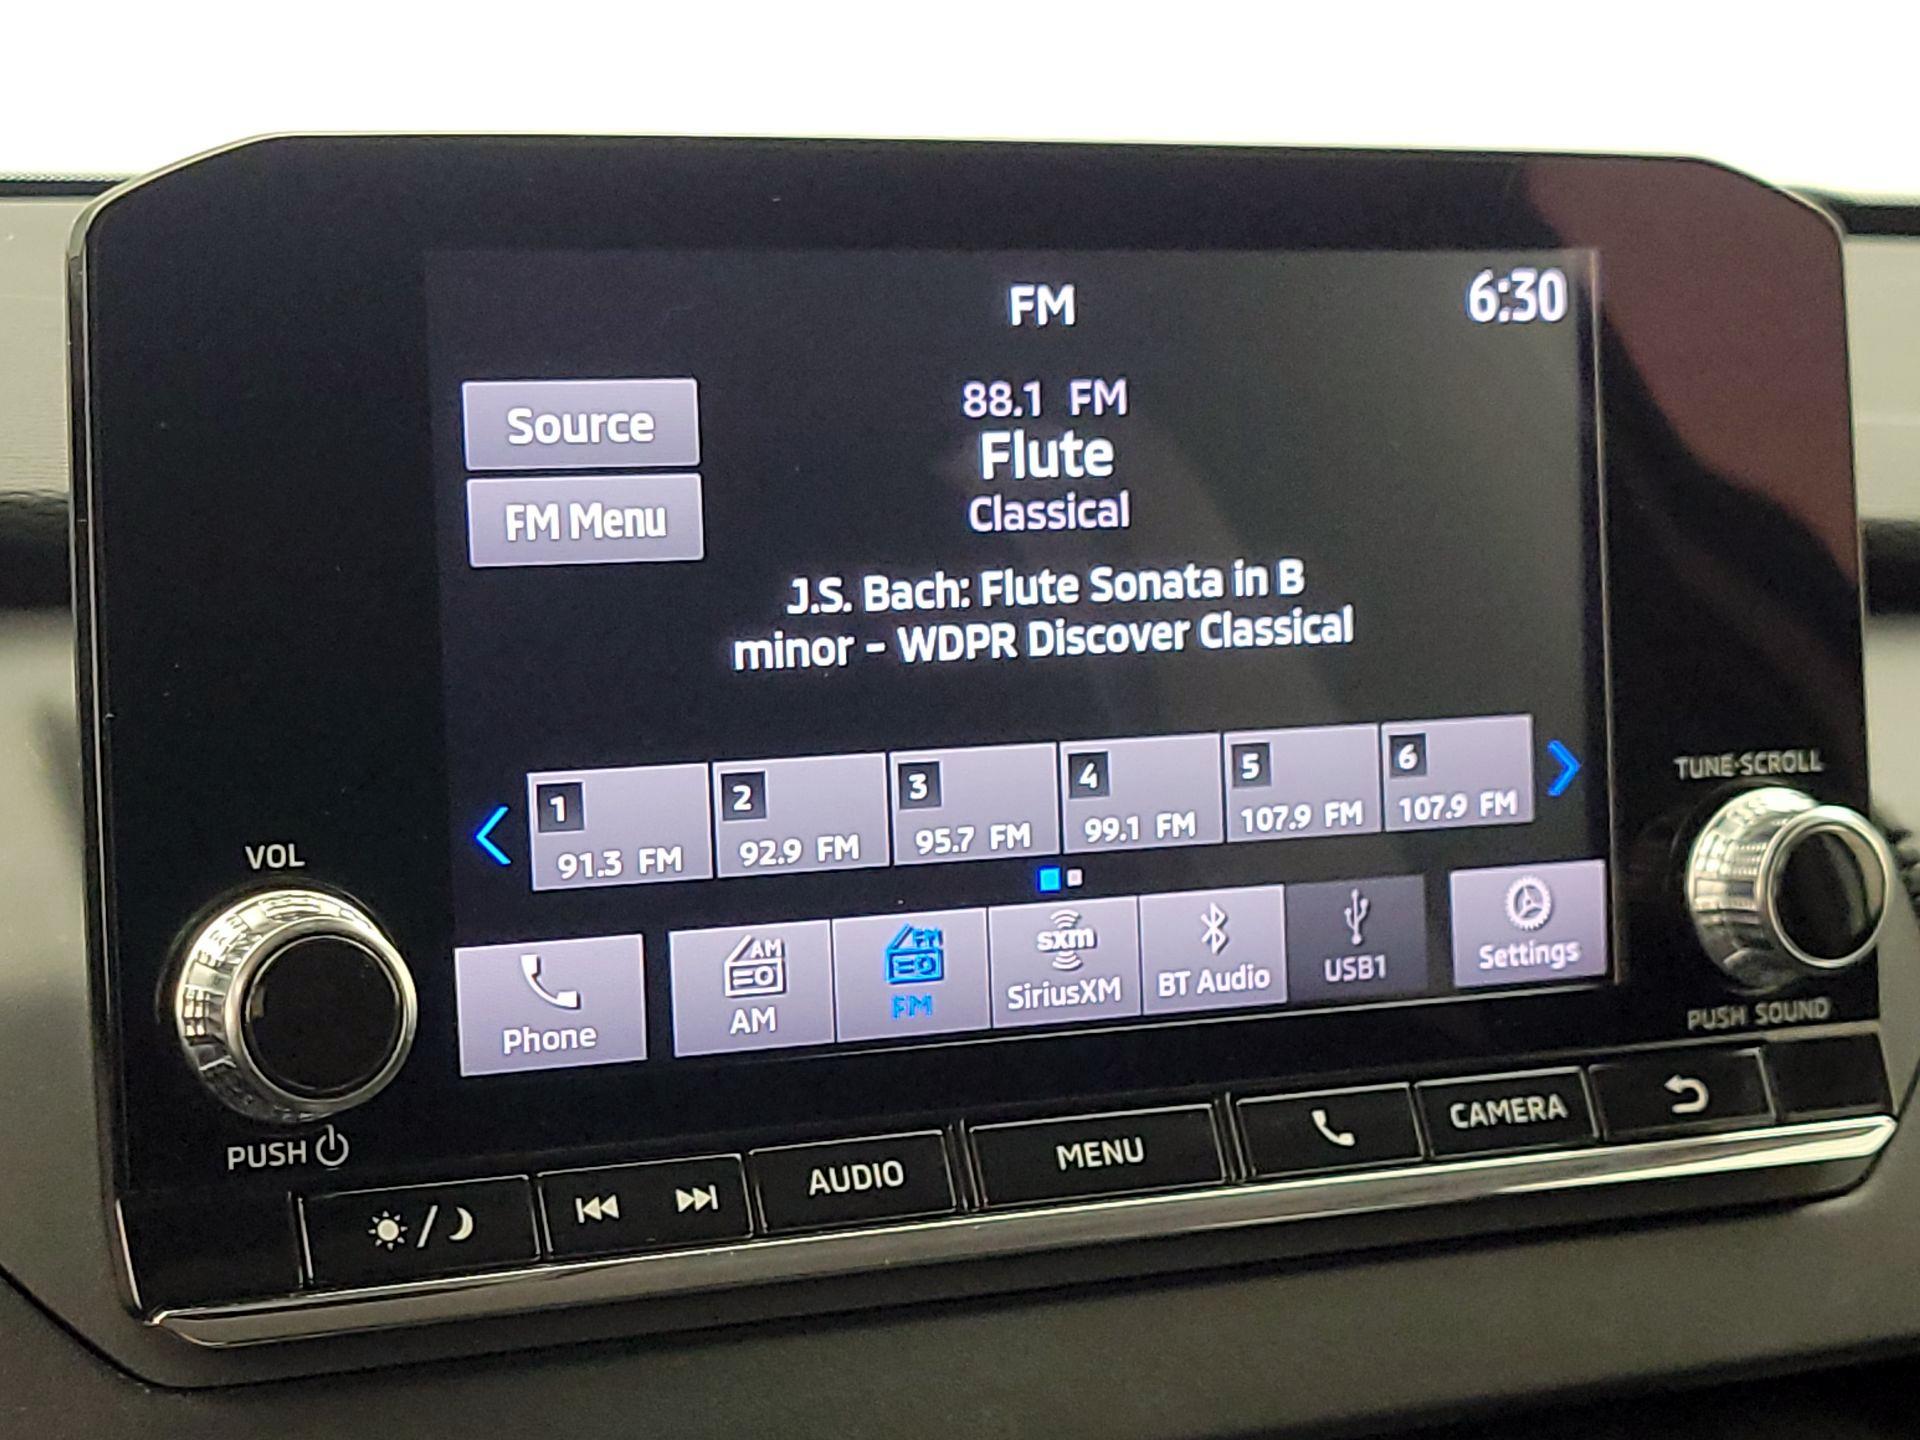 FM
6:30
Source
FM Menu
88.1 FM
Flute
Classical
J.S. Bach: Flute Sonata in B
minor - WDPR Discover Classical
1
91.3 FM
2
92.9 FM
3
95.7 FM
4
99.1 FM
5
107.9 FM
6
107.9 FM
VOL
PUSH
TUNE·SCROLL
PUSH SOUND
Phone
AM
AM
FM
FM
sxm
SiriusXM
BT Audio
USB1
Settings
/
AUDIO
MENU
CAMERA